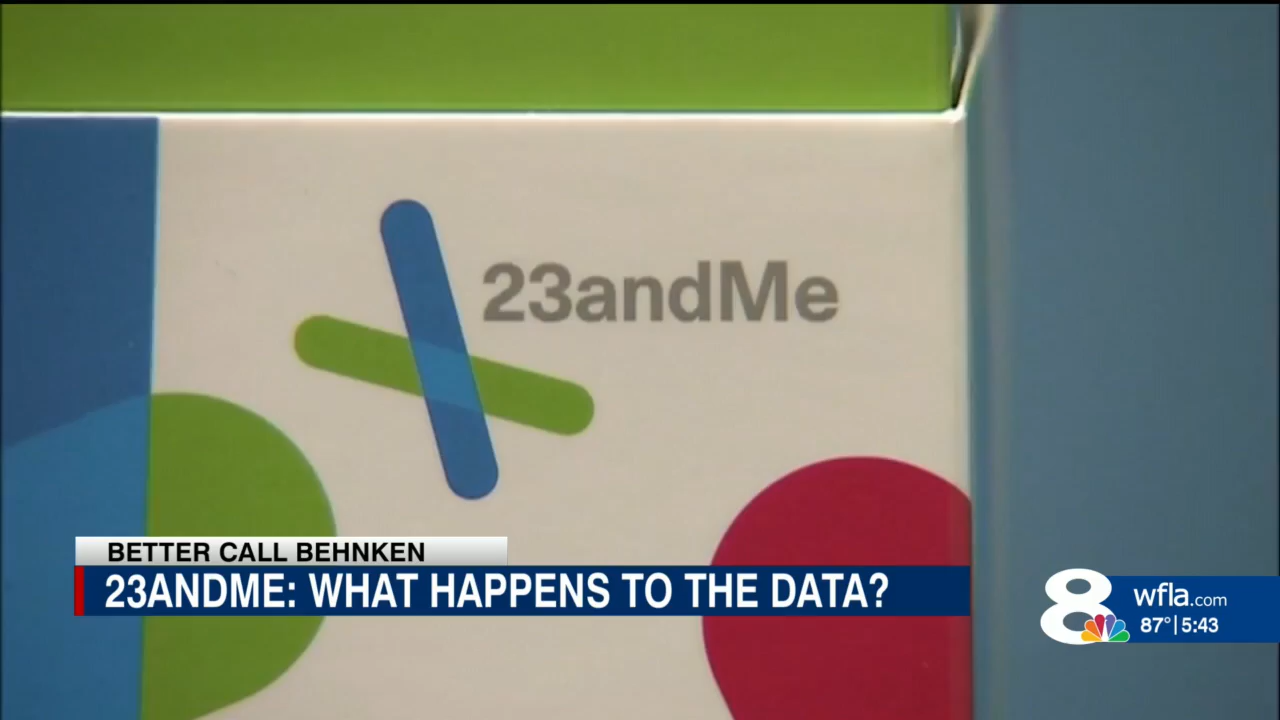 23andMe
BETTER CALL BEHNKEN
23ANDME: WHAT HAPPENS TO THE DATA?
8
wfla.com
87° | 5:43